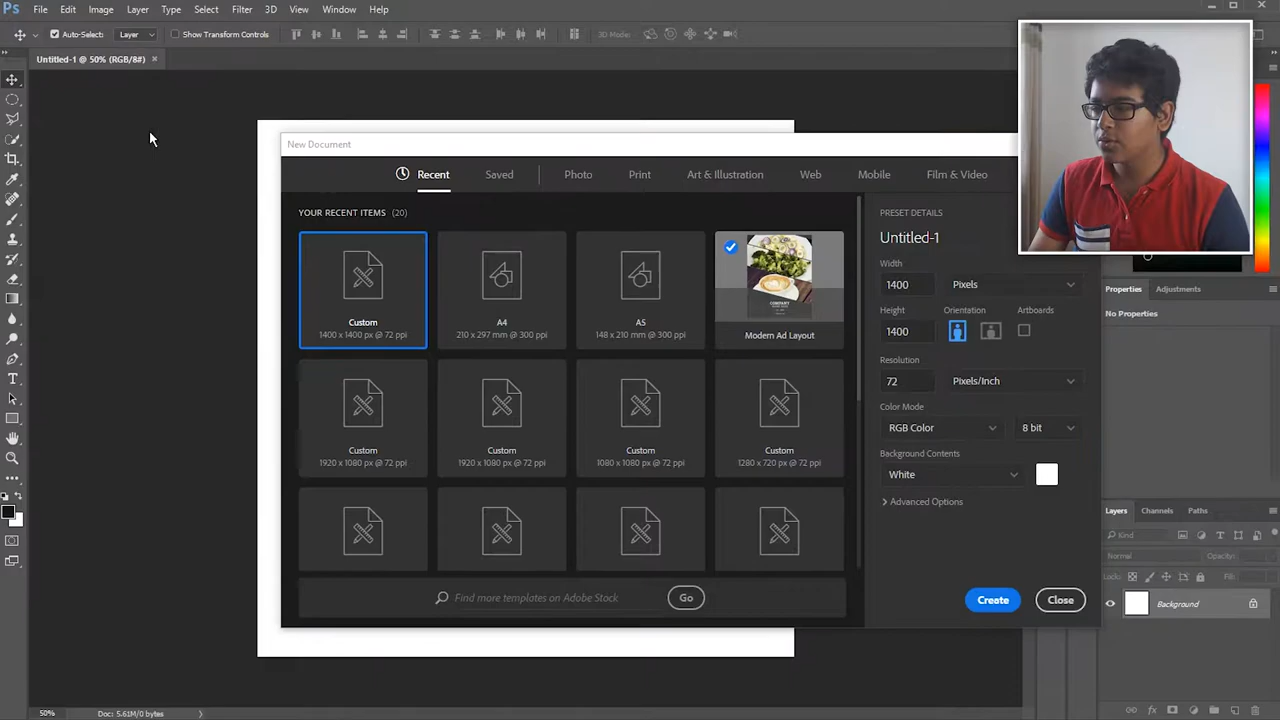 Ps File Edit Image Layer Type Select Filter 3D View Window Help
Auto-Select: Layer Show Transform Controls 3D Mode:
Untitled-1 @ 50% (RGB/8#) ×
New Document
Recent Saved Photo Print Art & Illustration Web Mobile Film & Video
YOUR RECENT ITEMS (20)
PRESET DETAILS
Untitled-1
Width
1400 Pixels
Height Orientation Artboards
1400
Resolution
72 Pixels/Inch
Color Mode
RGB Color 8 bit
Background Contents
White
Advanced Options
Custom
1400 x 1400 px @ 72 ppi
A4
210 x 297 mm @ 300 ppi
A5
148 x 210 mm @ 300 ppi
COMPANY
Modern Ad Layout
Custom
1920 x 1080 px @ 72 ppi
Custom
1920 x 1080 px @ 72 ppi
Custom
1080 x 1080 px @ 72 ppi
Custom
1280 x 720 px @ 72 ppi
Find more templates on Adobe Stock Go
Create Close
Properties Adjustments
No Properties
Layers Channels Paths
Kind
Normal Opacity:
Lock: Fill:
Background
50% Doc: 5.61M/0 bytes